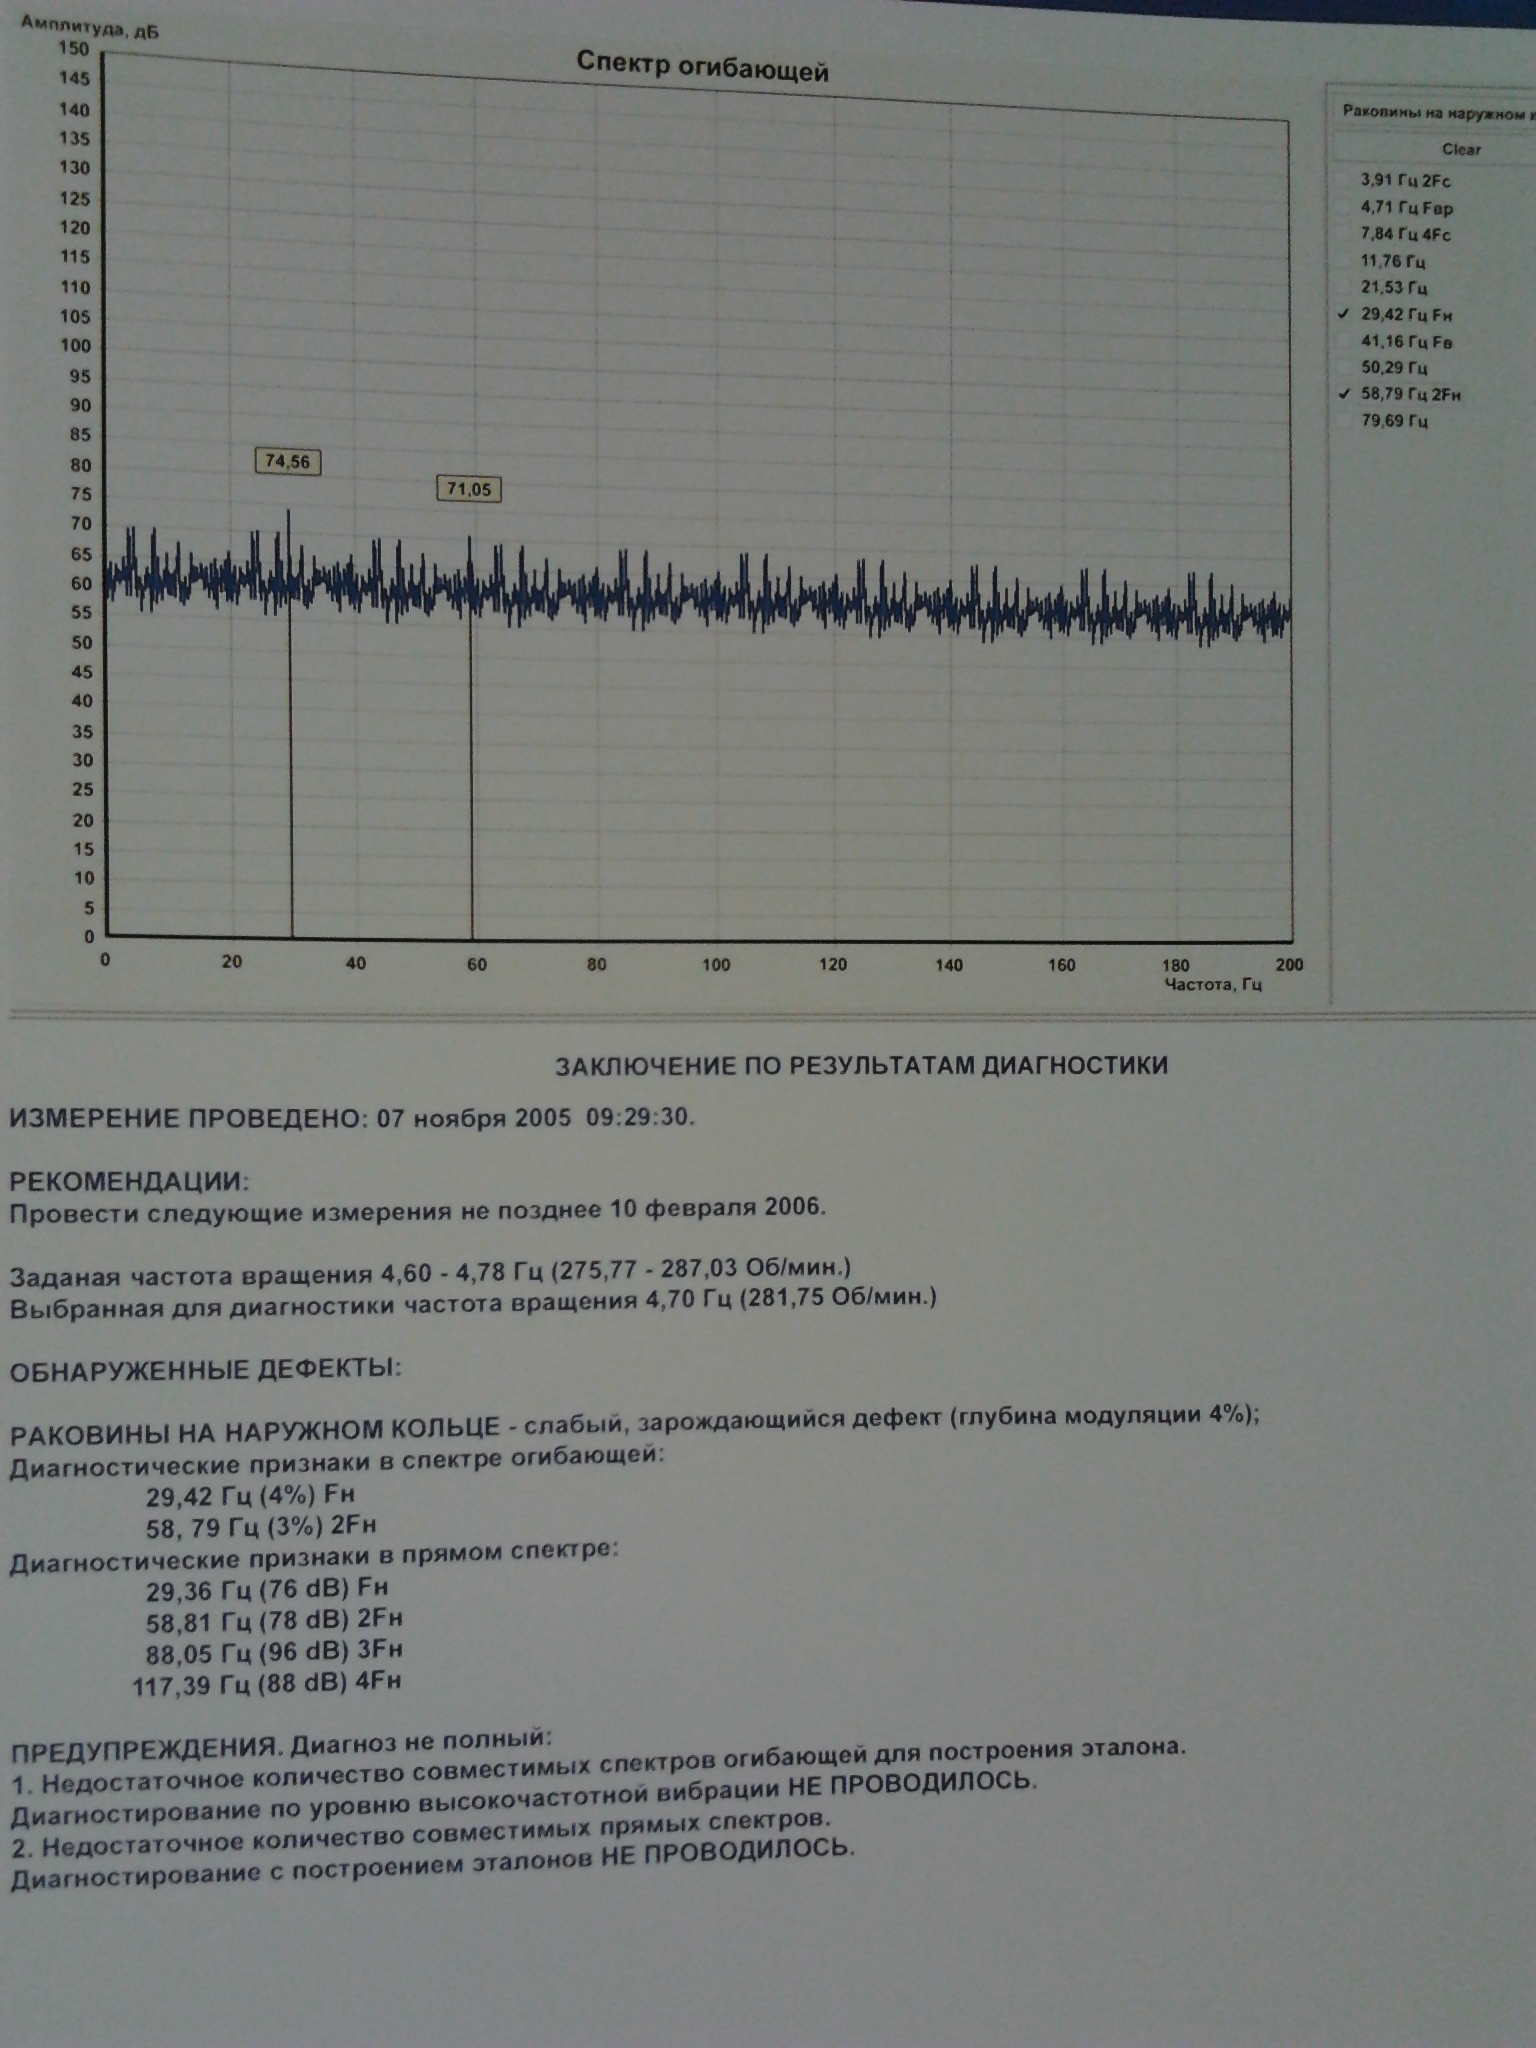 Амплитуда, дБ
Спектр огибающей
150
145
140
135
130
125
120
115
110
105
100
95
90
85
80
75
70
65
60
55
50
45
40
35
30
25
20
15
10
5
0
74,56
71,05
0 20 40 60 80 100 120 140 160 180 200
Частота, Гц
Раковины на наружном
Clear
3,91 Гц 2Fс
4,71 Гц Fвр
7,84 Гц 4Fс
11,76 Гц
21,53 Гц
✓ 29,42 Гц Fн
41,16 Гц Fв
50,29 Гц
✓ 58,79 Гц 2Fн
79,69 Гц
ЗАКЛЮЧЕНИЕ ПО РЕЗУЛЬТАТАМ ДИАГНОСТИКИ
ИЗМЕРЕНИЕ ПРОВЕДЕНО: 07 ноября 2005 09:29:30.
РЕКОМЕНДАЦИИ:
Провести следующие измерения не позднее 10 февраля 2006.
Заданая частота вращения 4,60 - 4,78 Гц (275,77 - 287,03 Об/мин.)
Выбранная для диагностики частота вращения 4,70 Гц (281,75 Об/мин.)
ОБНАРУЖЕННЫЕ ДЕФЕКТЫ:
РАКОВИНЫ НА НАРУЖНОМ КОЛЬЦЕ - слабый, зарождающийся дефект (глубина модуляции 4%);
Диагностические признаки в спектре огибающей:
29,42 Гц (4%) Fн
58, 79 Гц (3%) 2Fн
Диагностические признаки в прямом спектре:
29,36 Гц (76 dB) Fн
58,81 Гц (78 dB) 2Fн
88,05 Гц (96 dB) 3Fн
117,39 Гц (88 dB) 4Fн
ПРЕДУПРЕЖДЕНИЯ. Диагноз не полный:
1. Недостаточное количество совместимых спектров огибающей для построения эталона.
Диагностирование по уровню высокочастотной вибрации НЕ ПРОВОДИЛОСЬ.
2. Недостаточное количество совместимых прямых спектров.
Диагностирование с построением эталонов НЕ ПРОВОДИЛОСЬ.